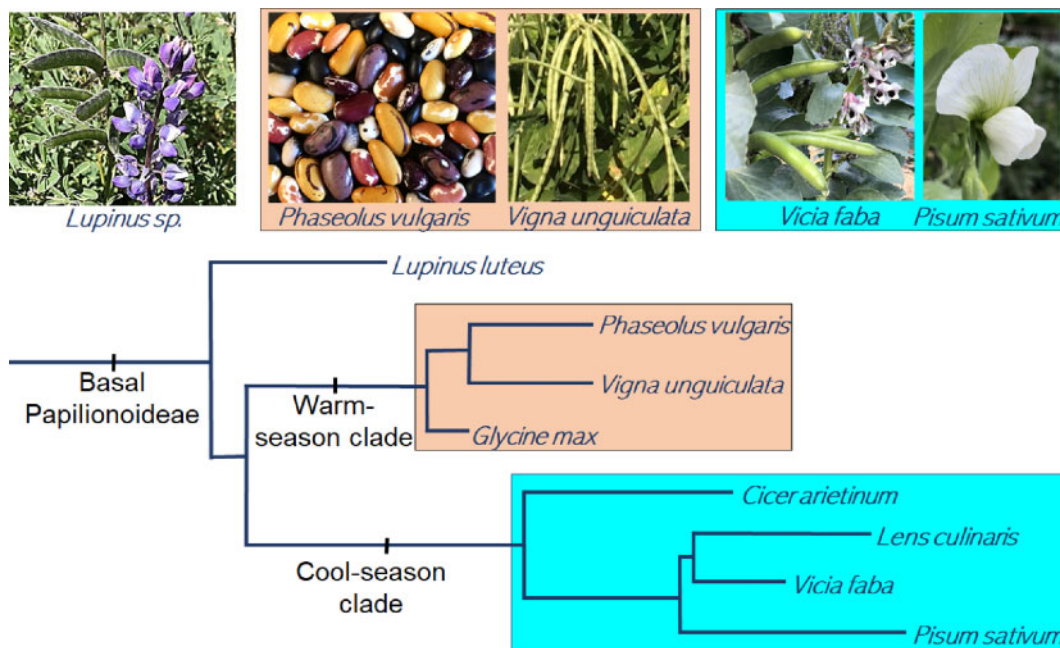 Lupinus sp.
Phaseolus vulgaris
Vigna unguiculata
Vicia faba
Pisum sativum
Lupinus luteus
Phaseolus vulgaris
Basal
Papilionoideae
Vigna unguiculata
Warm-
season clade
Glycine max
Cicer arietinum
Lens culinaris
Cool-season
clade
Vicia faba
Pisum sativum